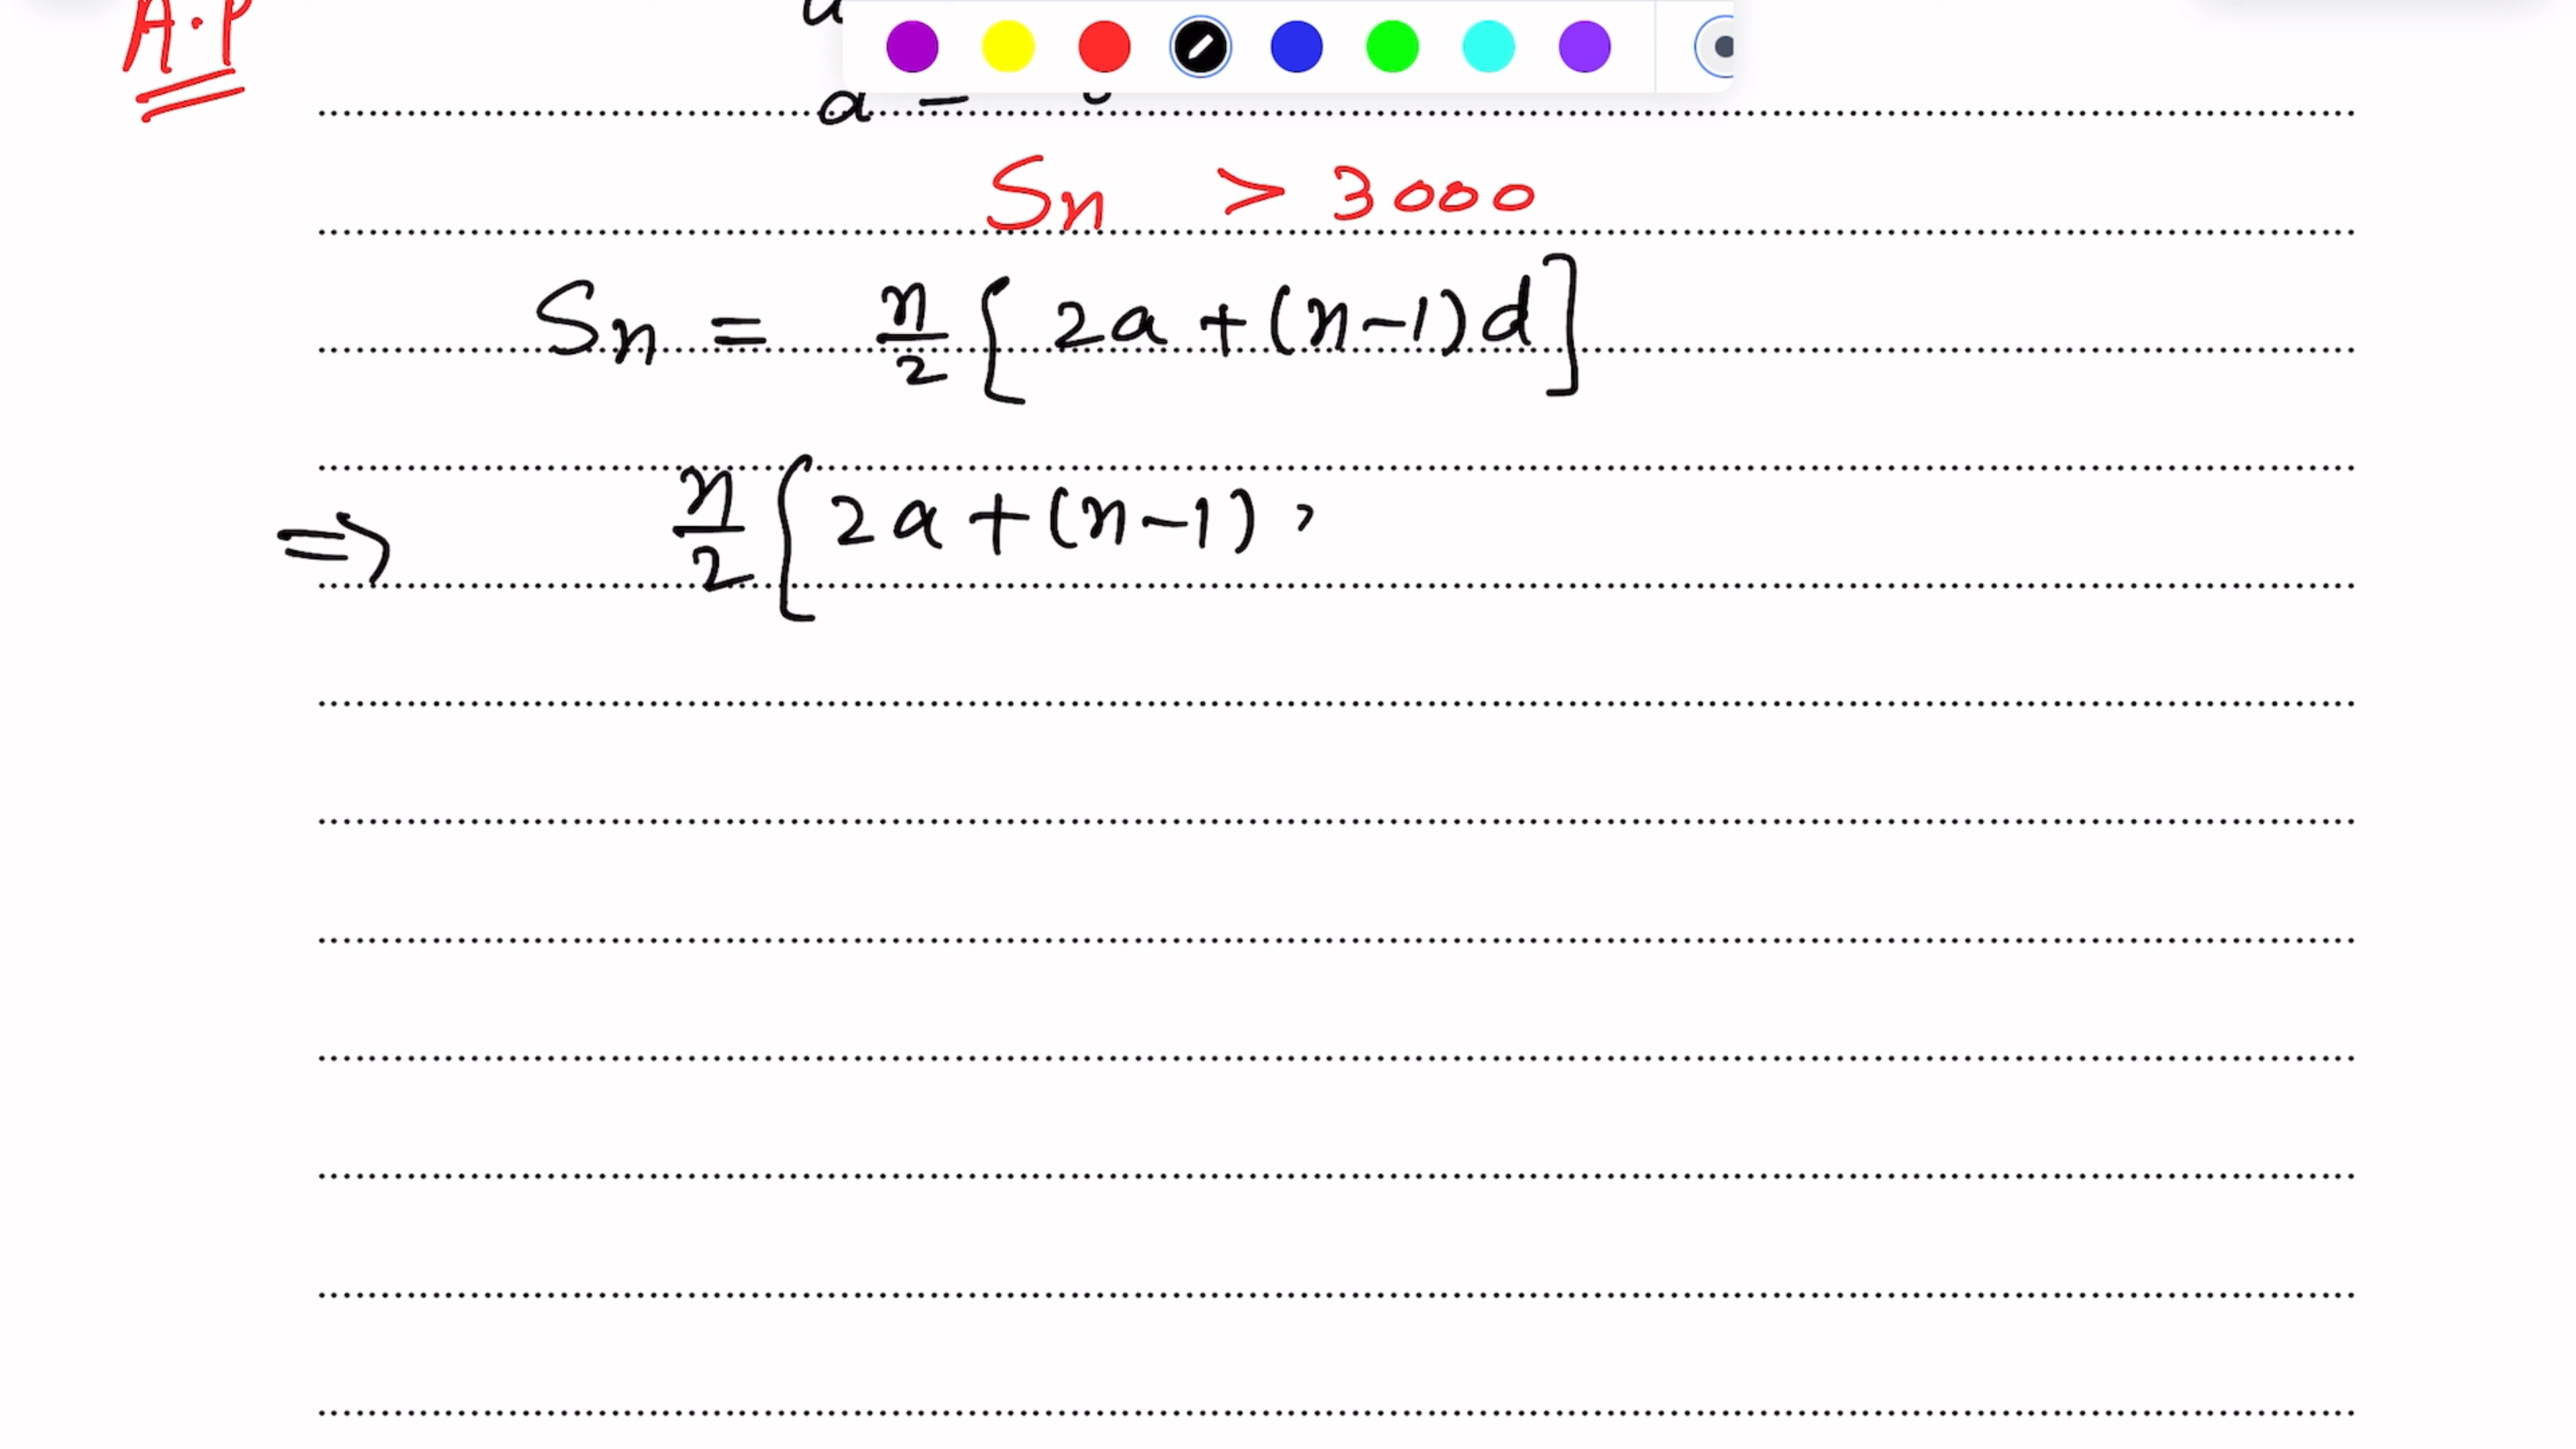 A.P
a =
Sn > 3000
Sn = n/2 [ 2a + (n-1)d]
⇒ n/2 [ 2a + (n-1)